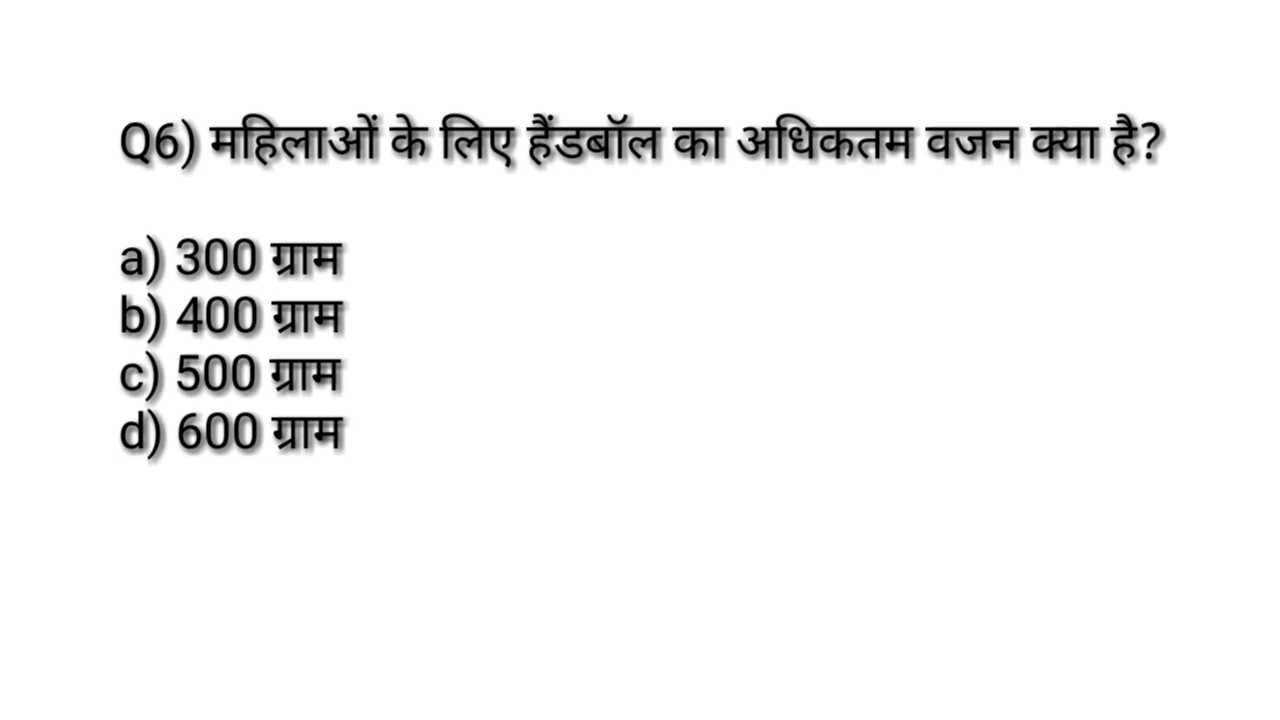 Q6) महिलाओं के लिए हैंडबॉल का अधिकतम वजन क्या है?
a) 300 ग्राम
b) 400 ग्राम
c) 500 ग्राम
d) 600 ग्राम